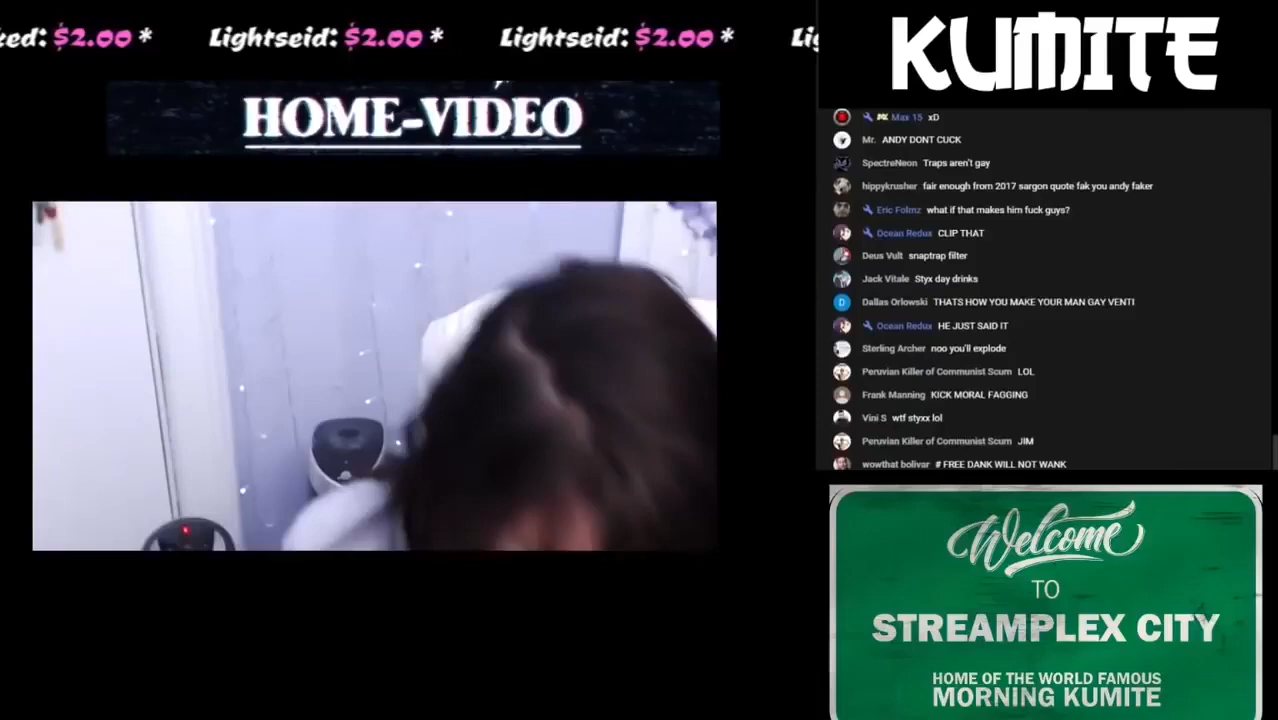 ked: $2.00 * Lightseid: $2.00 * Lightseid: $2.00 * Lig
HOME-VIDEO
KUMITE
Max 15 xD
Mr. ANDY DONT CUCK
SpectreNeon Traps aren't gay
hippykrusher fair enough from 2017 sargon quote fak you andy faker
Eric Folmz what if that makes him fuck guys?
Ocean Redux CLIP THAT
Deus Vult snaptrap filter
Jack Vitale Styx day drinks
D Dallas Orlowski THATS HOW YOU MAKE YOUR MAN GAY VENTI
Ocean Redux HE JUST SAID IT
Sterling Archer noo you'll explode
Peruvian Killer of Communist Scum LOL
Frank Manning KICK MORAL FAGGING
Vini S wtf styxx lol
Peruvian Killer of Communist Scum JIM
wowthat bolivar # FREE DANK WILL NOT WANK
Welcome
TO
STREAMPLEX CITY
HOME OF THE WORLD FAMOUS
MORNING KUMITE